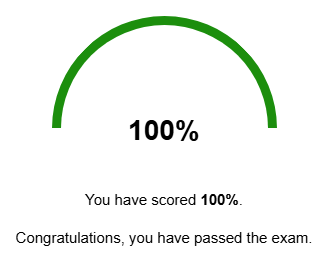 100%
You have scored 100%.
Congratulations, you have passed the exam.